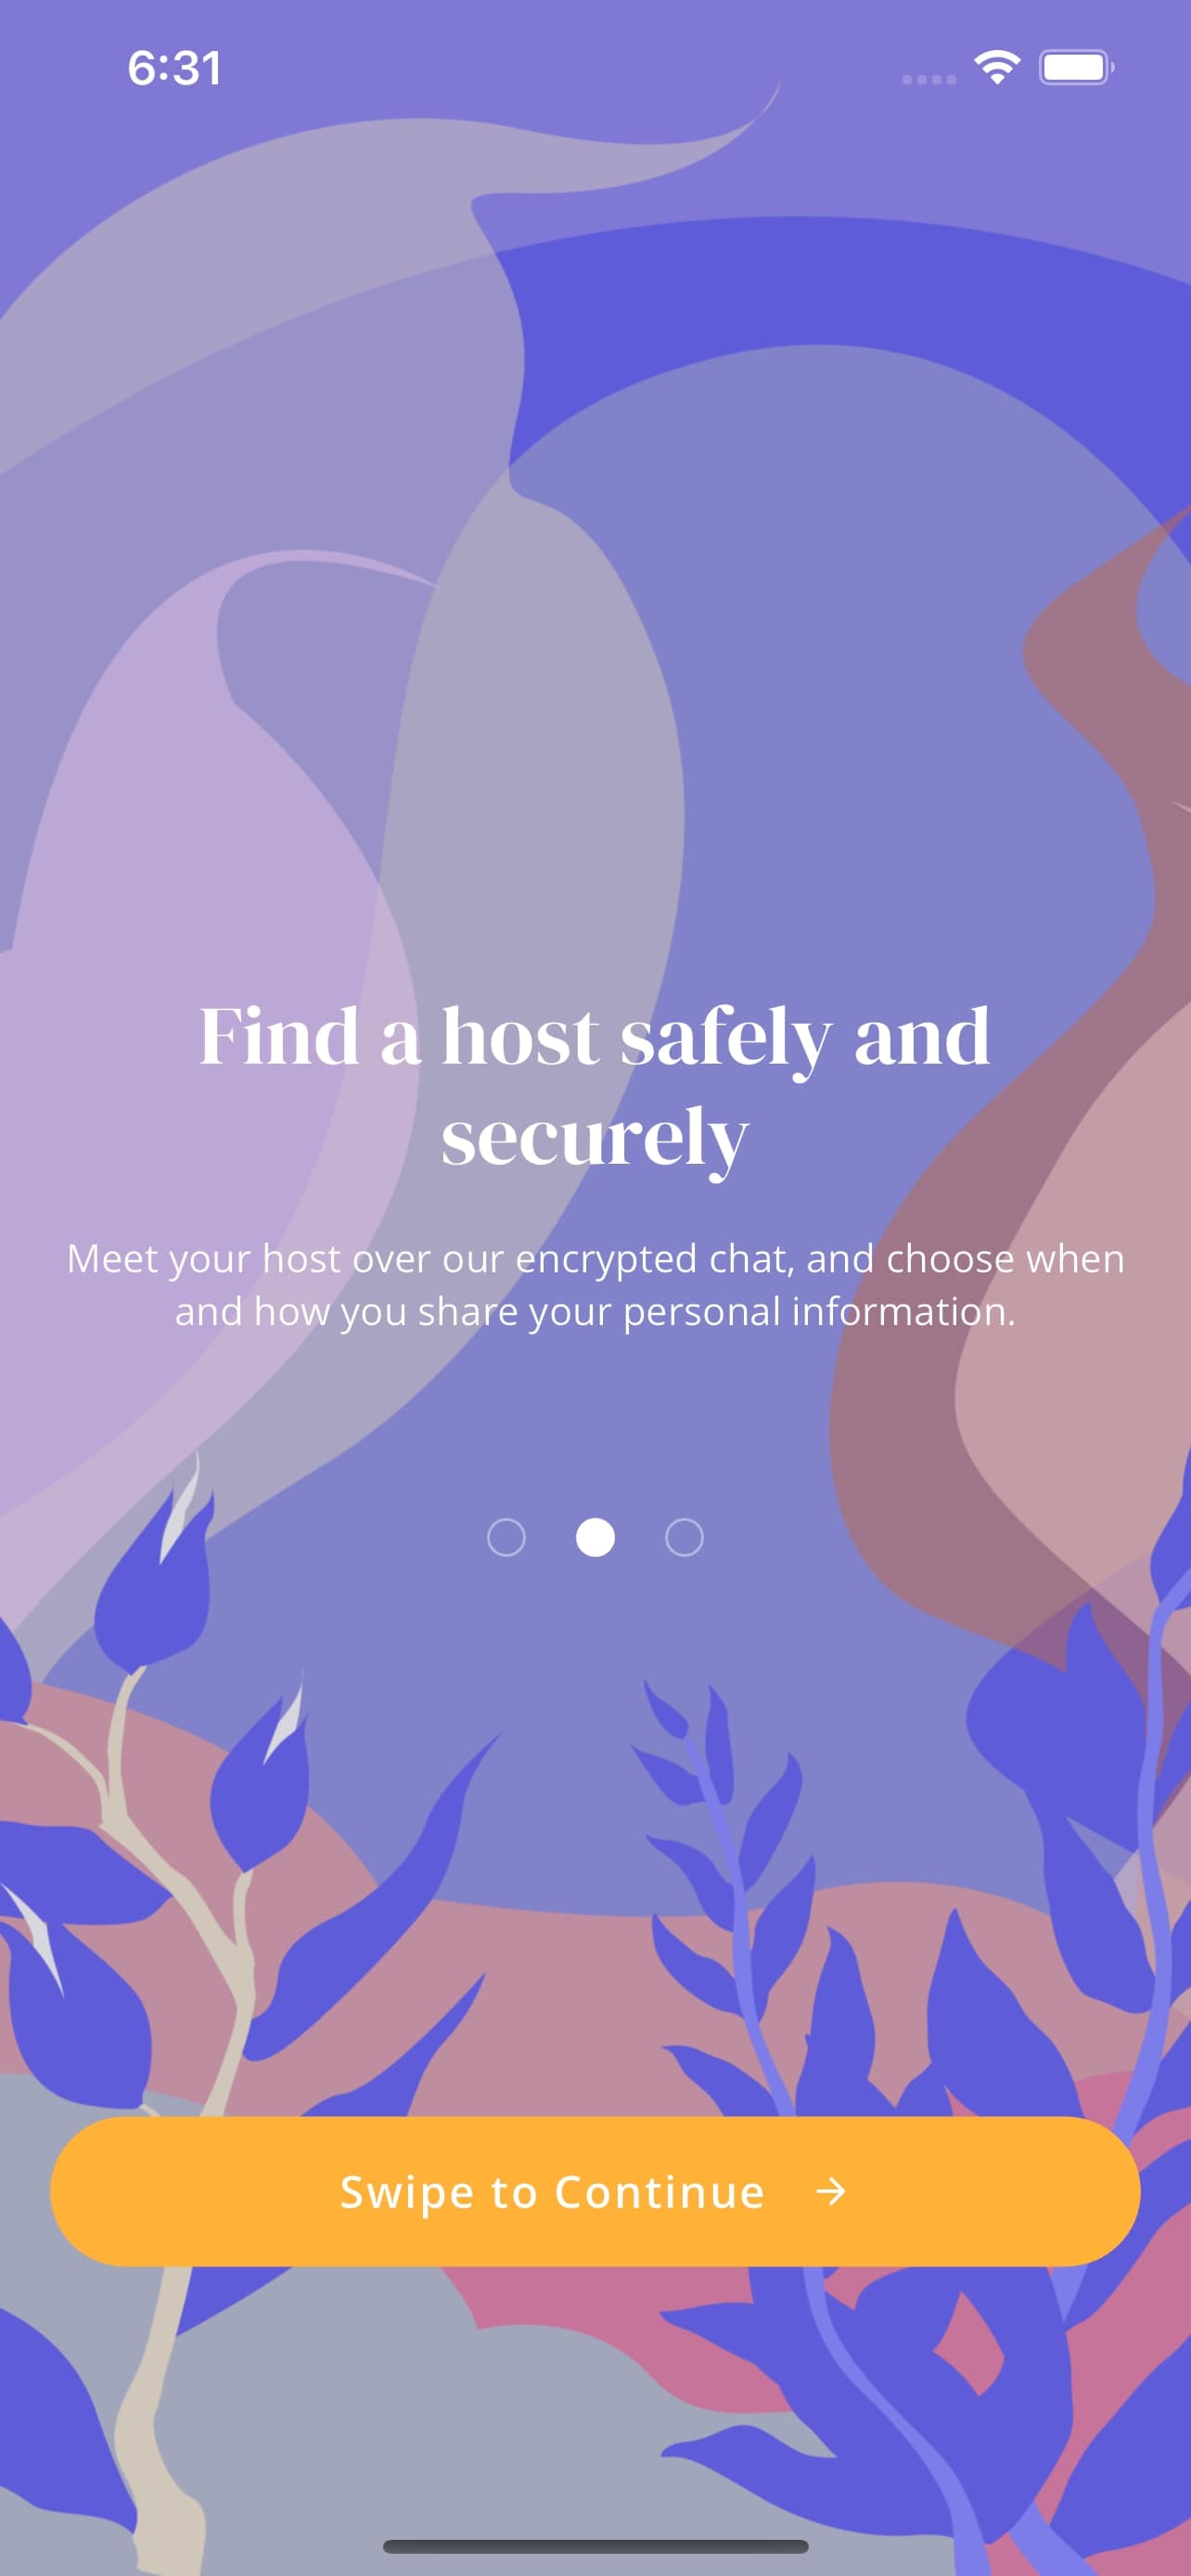 6:31
Find a host safely and
securely
Meet your host over our encrypted chat, and choose when
and how you share your personal information.
Swipe to Continue →